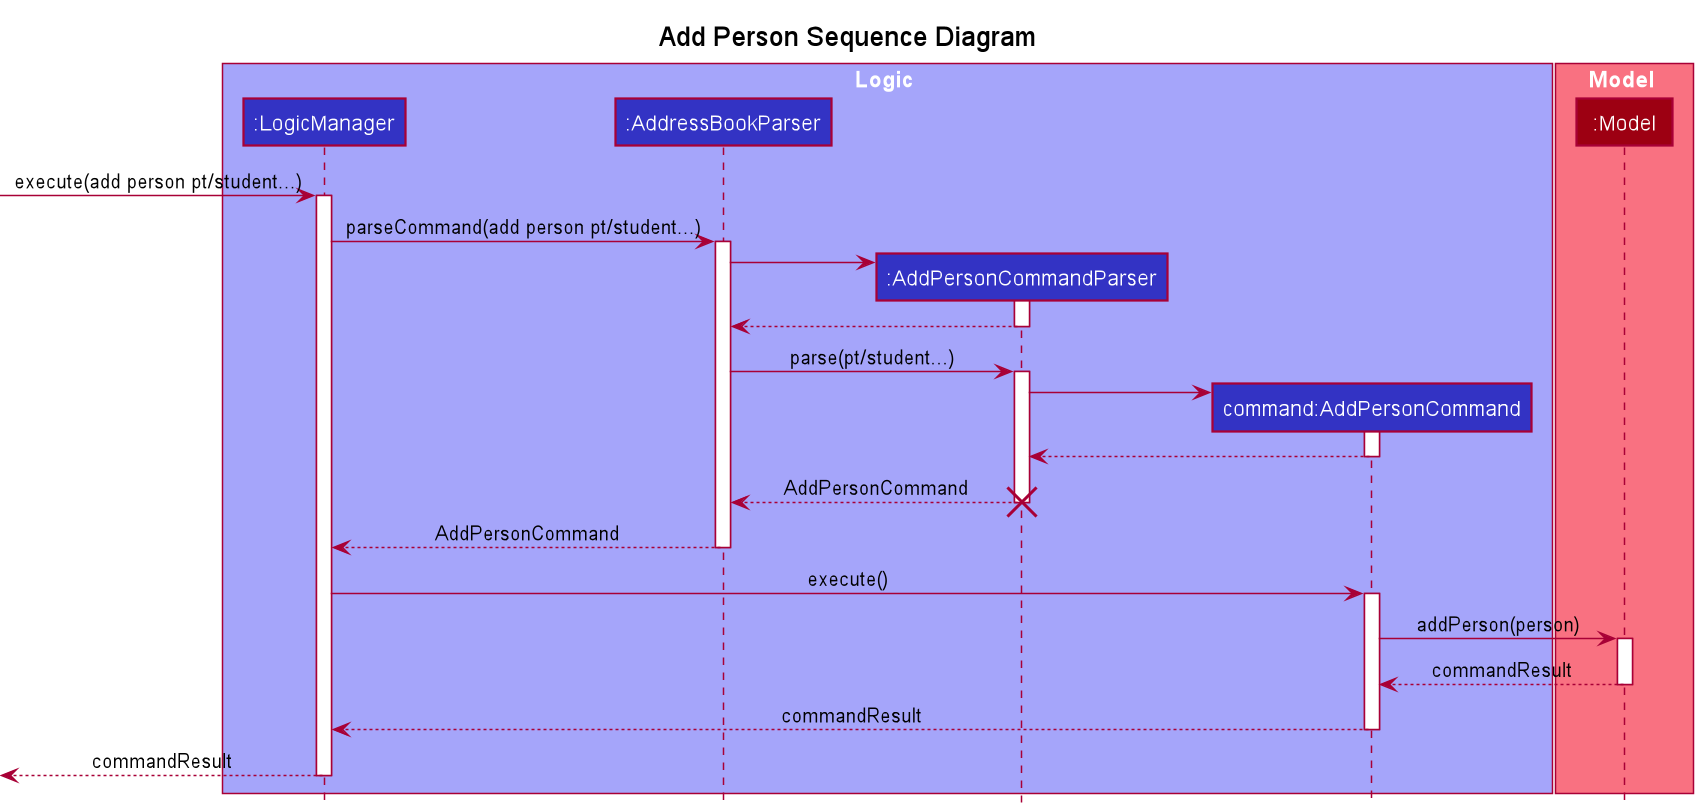 Add Person Sequence Diagram
Logic
Model
:LogicManager
:AddressBookParser
:Model
execute(add person pt/student...)
parseCommand(add person pt/student...)
:AddPersonCommandParser
parse(pt/student...)
command:AddPersonCommand
AddPersonCommand
AddPersonCommand
execute()
addPerson(person)
commandResult
commandResult
commandResult